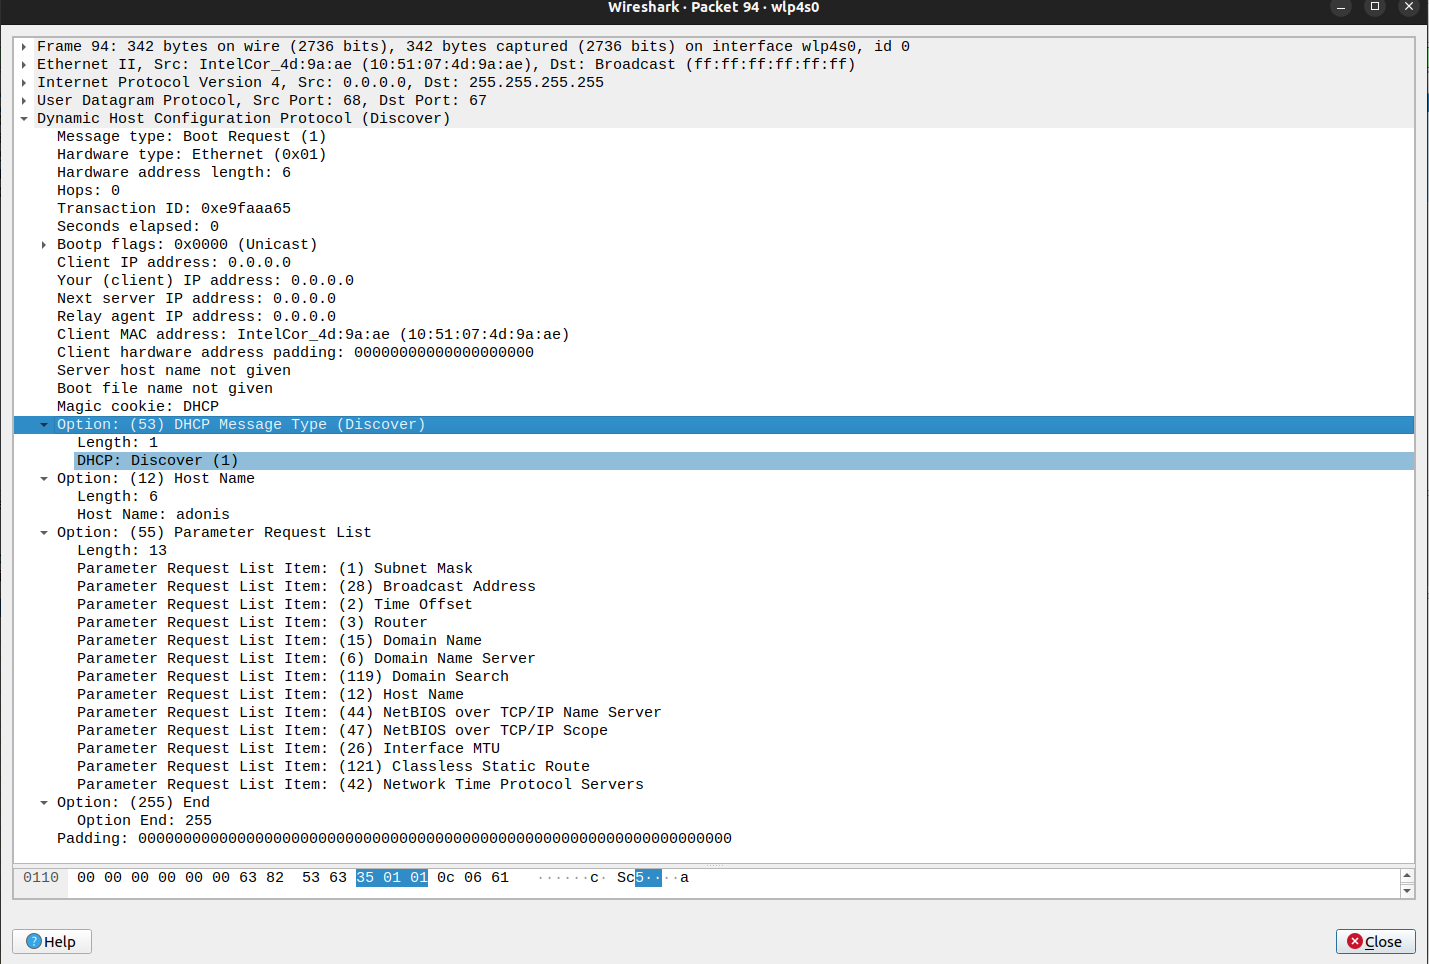 Wireshark · Packet 94 · wlp4s0
Frame 94: 342 bytes on wire (2736 bits), 342 bytes captured (2736 bits) on interface wlp4s0, id 0
Ethernet II, Src: IntelCor_4d:9a:ae (10:51:07:4d:9a:ae), Dst: Broadcast (ff:ff:ff:ff:ff:ff)
Internet Protocol Version 4, Src: 0.0.0.0, Dst: 255.255.255.255
User Datagram Protocol, Src Port: 68, Dst Port: 67
Dynamic Host Configuration Protocol (Discover)
Message type: Boot Request (1)
Hardware type: Ethernet (0x01)
Hardware address length: 6
Hops: 0
Transaction ID: 0xe9faaa65
Seconds elapsed: 0
Bootp flags: 0x0000 (Unicast)
Client IP address: 0.0.0.0
Your (client) IP address: 0.0.0.0
Next server IP address: 0.0.0.0
Relay agent IP address: 0.0.0.0
Client MAC address: IntelCor_4d:9a:ae (10:51:07:4d:9a:ae)
Client hardware address padding: 00000000000000000000
Server host name not given
Boot file name not given
Magic cookie: DHCP
Option: (53) DHCP Message Type (Discover)
Length: 1
DHCP: Discover (1)
Option: (12) Host Name
Length: 6
Host Name: adonis
Option: (55) Parameter Request List
Length: 13
Parameter Request List Item: (1) Subnet Mask
Parameter Request List Item: (28) Broadcast Address
Parameter Request List Item: (2) Time Offset
Parameter Request List Item: (3) Router
Parameter Request List Item: (15) Domain Name
Parameter Request List Item: (6) Domain Name Server
Parameter Request List Item: (119) Domain Search
Parameter Request List Item: (12) Host Name
Parameter Request List Item: (44) NetBIOS over TCP/IP Name Server
Parameter Request List Item: (47) NetBIOS over TCP/IP Scope
Parameter Request List Item: (26) Interface MTU
Parameter Request List Item: (121) Classless Static Route
Parameter Request List Item: (42) Network Time Protocol Servers
Option: (255) End
Option End: 255
Padding: 000000000000000000000000000000000000000000000000000000000000000000
0110 00 00 00 00 00 00 63 82 53 63 35 01 01 0c 06 61 ······c· Sc5····a
Help
Close